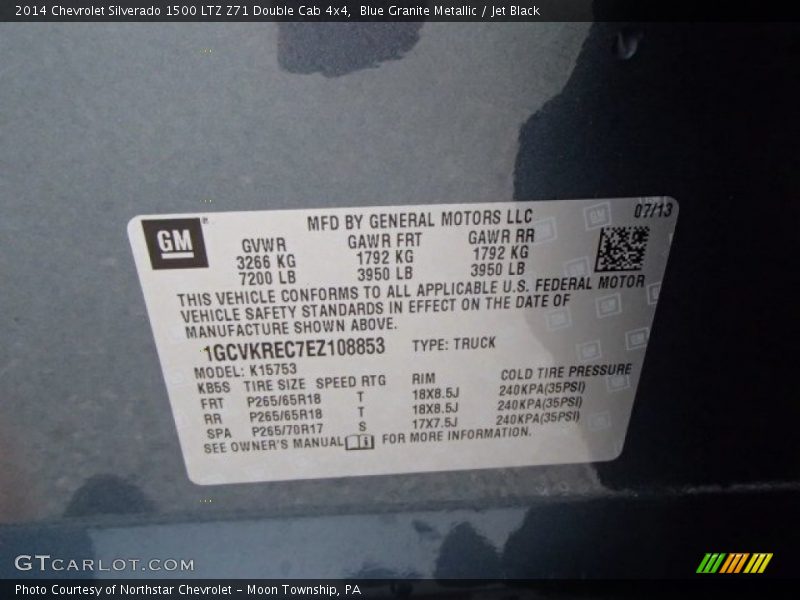 2014 Chevrolet Silverado 1500 LTZ Z71 Double Cab 4x4, Blue Granite Metallic / Jet Black
MFD BY GENERAL MOTORS LLC 07/13
GM
GVWR GAWR FRT GAWR RR
3266 KG 1792 KG 1792 KG
7200 LB 3950 LB 3950 LB
THIS VEHICLE CONFORMS TO ALL APPLICABLE U.S. FEDERAL MOTOR
VEHICLE SAFETY STANDARDS IN EFFECT ON THE DATE OF
MANUFACTURE SHOWN ABOVE.
1GCVKREC7EZ108853 TYPE: TRUCK
MODEL: K15753
KB5S TIRE SIZE SPEED RTG RIM COLD TIRE PRESSURE
FRT P265/65R18 T 18X8.5J 240KPA(35PSI)
RR P265/65R18 T 18X8.5J 240KPA(35PSI)
SPA P265/70R17 S 17X7.5J 240KPA(35PSI)
SEE OWNER'S MANUAL FOR MORE INFORMATION.
GTCARLOT.COM
Photo Courtesy of Northstar Chevrolet - Moon Township, PA